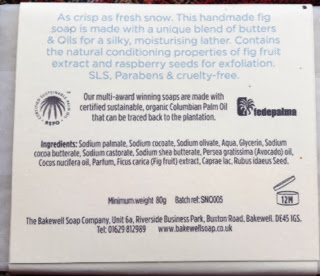 As crisp as fresh snow. This handmade fig
soap is made with a unique blend of butters
& Oils for a silky, moisturising lather. Contains
the natural conditioning properties of fig fruit
extract and raspberry seeds for exfoliation.
SLS, Parabens & cruelty-free.
Our multi-award winning soaps are made with
certified sustainable, organic Columbian Palm Oil
that can be traced back to the plantation.
RSPO
fedepalma
Ingredients: Sodium palmate, Sodium cocoate, Sodium olivate, Aqua, Glycerin, Sodium
cocoa butterate, Sodium castorate, Sodium shea butterate, Persea gratissima (Avocado) oil,
Cocos nucifera oil, Parfum, Ficus carica (Fig fruit) extract, Caprae lac, Rubus idaeus Seed.
Minimum weight 80g Batch ref: SNO005
12M
The Bakewell Soap Company, Unit 6a, Riverside Business Park, Buxton Road, Bakewell. DE45 1GS.
Tel: 01629 812989 www.bakewellsoap.co.uk